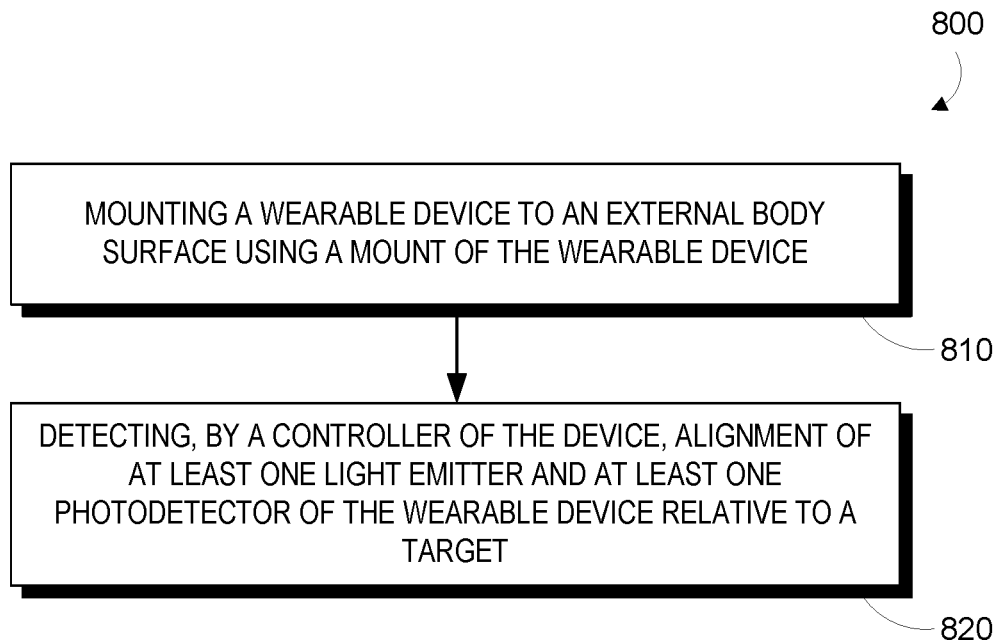 800
MOUNTING A WEARABLE DEVICE TO AN EXTERNAL BODY
SURFACE USING A MOUNT OF THE WEARABLE DEVICE
810
DETECTING, BY A CONTROLLER OF THE DEVICE, ALIGNMENT OF
AT LEAST ONE LIGHT EMITTER AND AT LEAST ONE
PHOTODETECTOR OF THE WEARABLE DEVICE RELATIVE TO A
TARGET
820